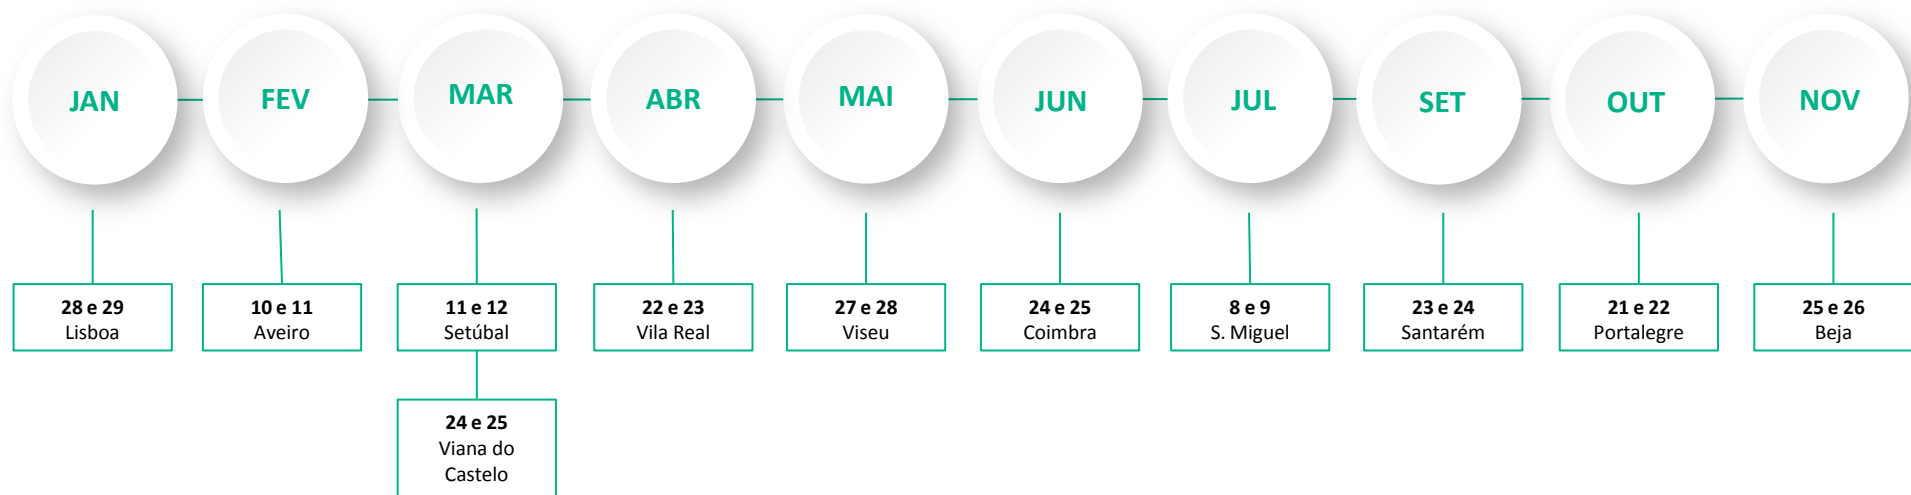 JAN
FEV
MAR
ABR
MAI
JUN
JUL
SET
OUT
NOV
28 e 29
Lisboa
10 e 11
Aveiro
11 e 12
Setúbal
22 e 23
Vila Real
27 e 28
Viseu
24 e 25
Coimbra
8 e 9
S. Miguel
23 e 24
Santarém
21 e 22
Portalegre
25 e 26
Beja
24 e 25
Viana do
Castelo